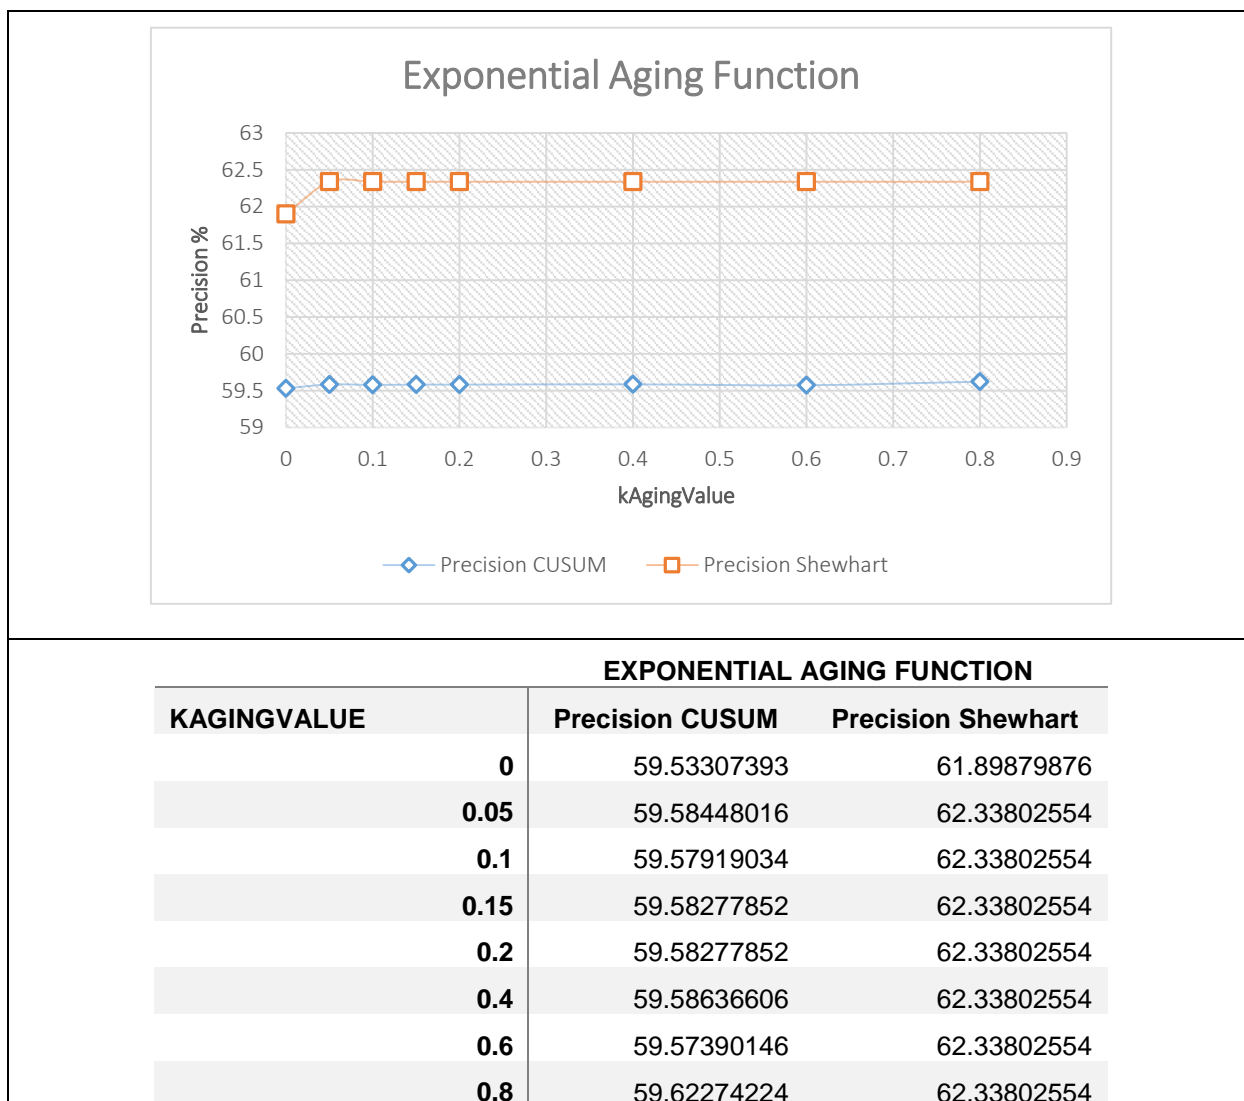 Exponential Aging Function
63
62.5
62
61.5
61
60.5
60
59.5
59
Precision %
0 0.1 0.2 0.3 0.4 0.5 0.6 0.7 0.8 0.9
kAgingValue
Precision CUSUM Precision Shewhart
EXPONENTIAL AGING FUNCTION
KAGINGVALUE Precision CUSUM Precision Shewhart
0 59.53307393 61.89879876
0.05 59.58448016 62.33802554
0.1 59.57919034 62.33802554
0.15 59.58277852 62.33802554
0.2 59.58277852 62.33802554
0.4 59.58636606 62.33802554
0.6 59.57390146 62.33802554
0.8 59.62274224 62.33802554